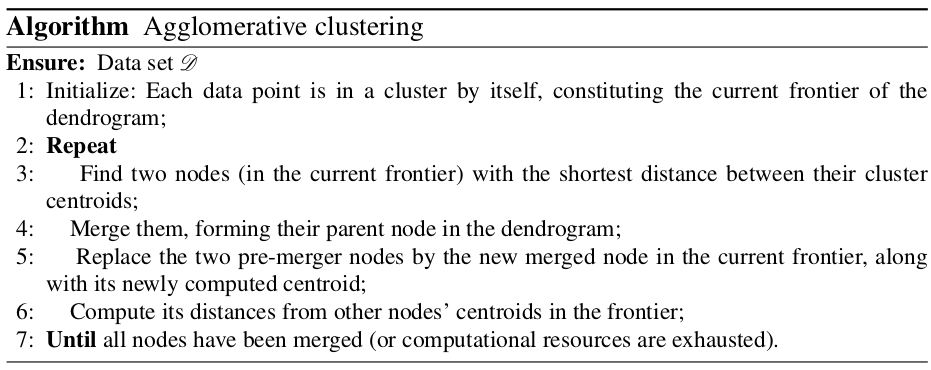 Algorithm Agglomerative clustering
Ensure: Data set 𝒟
1: Initialize: Each data point is in a cluster by itself, constituting the current frontier of the
dendrogram;
2: Repeat
3: Find two nodes (in the current frontier) with the shortest distance between their cluster
centroids;
4: Merge them, forming their parent node in the dendrogram;
5: Replace the two pre-merger nodes by the new merged node in the current frontier, along
with its newly computed centroid;
6: Compute its distances from other nodes’ centroids in the frontier;
7: Until all nodes have been merged (or computational resources are exhausted).